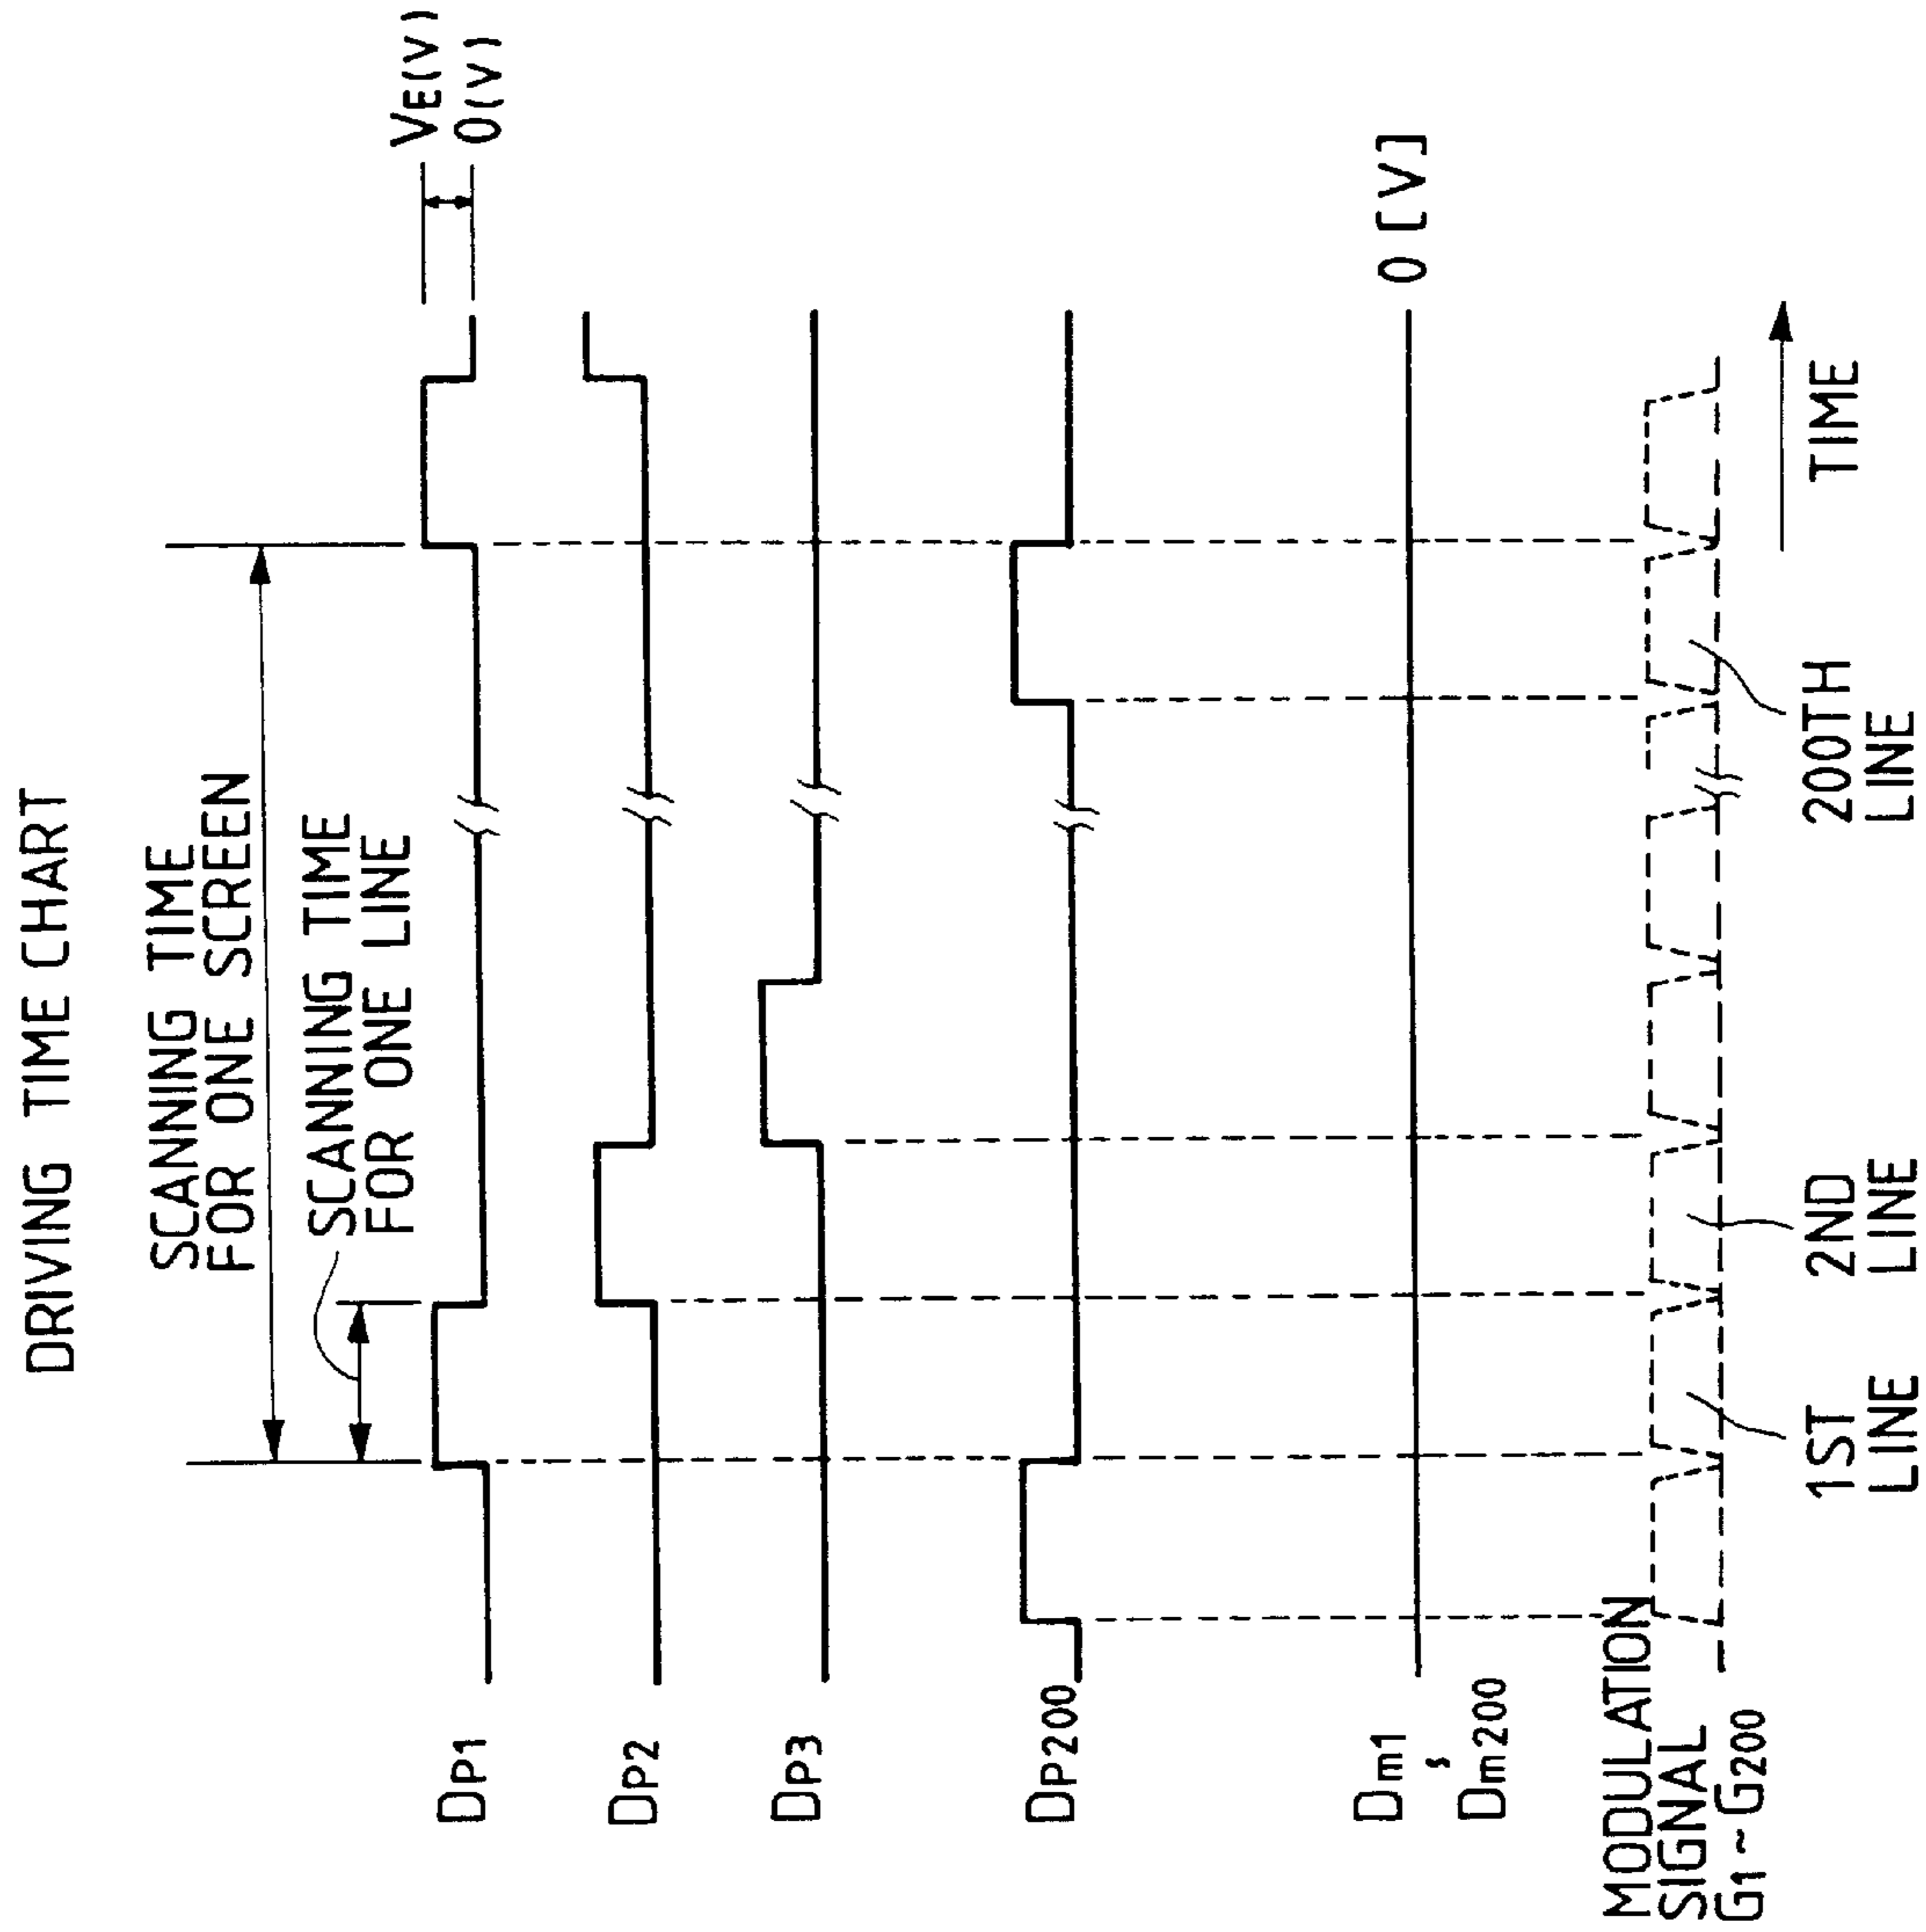 DRIVING TIME CHART
SCANNING TIME
FOR ONE SCREEN
SCANNING TIME
FOR ONE LINE
VE(V)
0(V)
DP1
DP2
DP3
DP200
Dm1
Dm200
0 [V]
MODULATION
SIGNAL
G1~G200
1ST
LINE
2ND
LINE
200TH
LINE
TIME